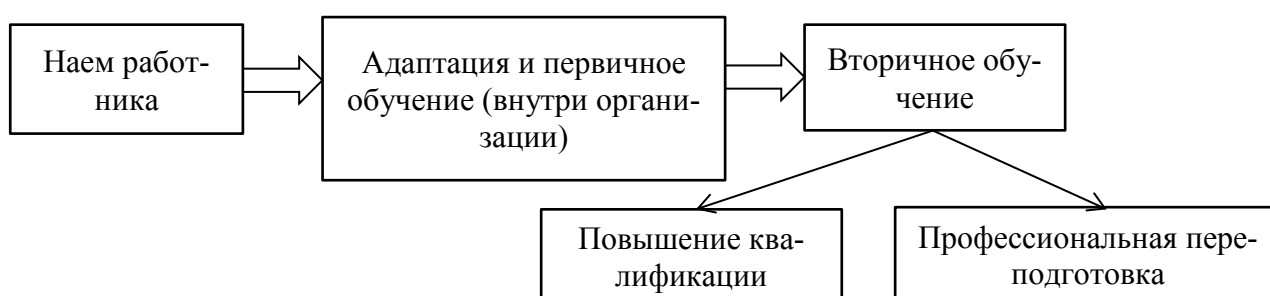 Наем работ-
ника
Адаптация и первичное
обучение (внутри органи-
зации)
Вторичное обу-
чение
Повышение ква-
лификации
Профессиональная пере-
подготовка